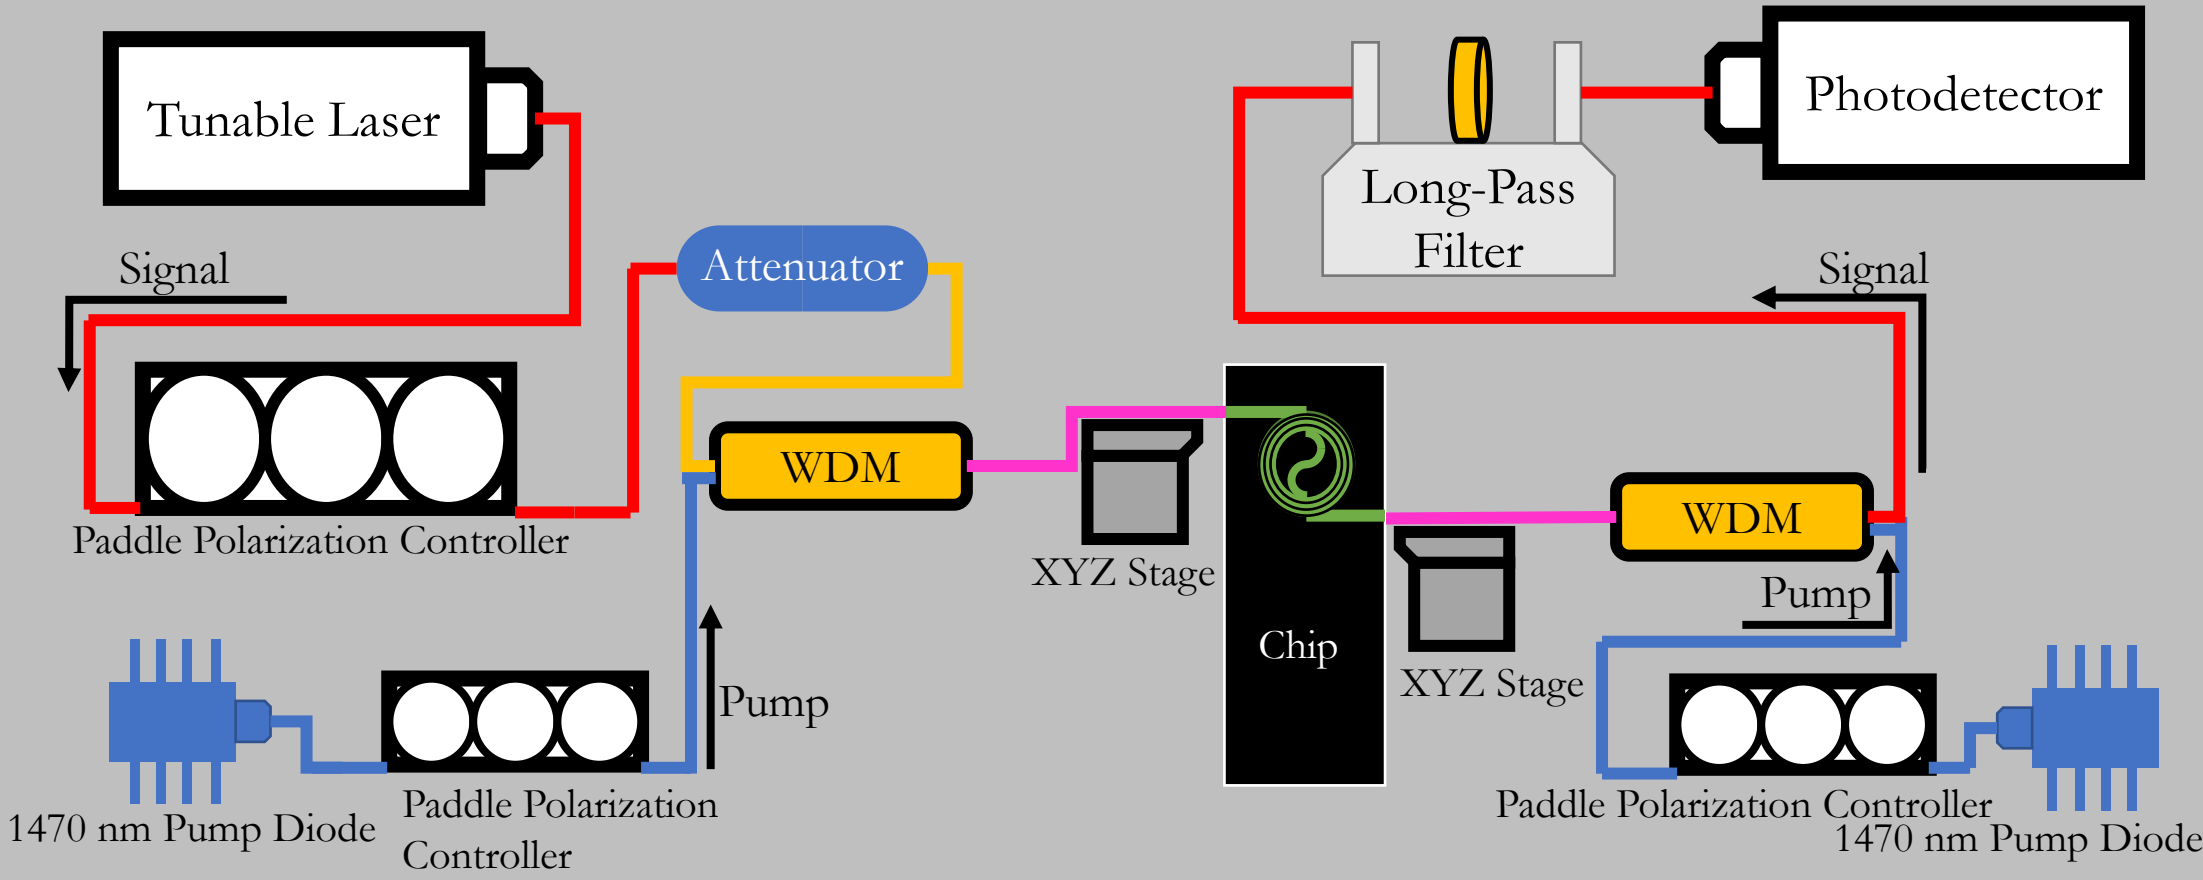 Tunable Laser
Photodetector
Long-Pass
Filter
Signal
Attenuator
Signal
WDM
WDM
Paddle Polarization Controller
XYZ Stage
Pump
Chip
XYZ Stage
Pump
1470 nm Pump Diode
Paddle Polarization
Controller
Paddle Polarization Controller
1470 nm Pump Diode